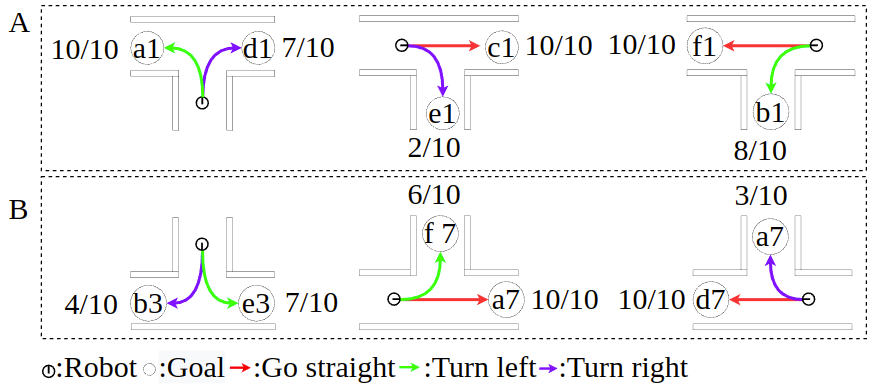 A
10/10 a1 d1 7/10
c1 10/10
e1
2/10
10/10 f1
b1
8/10
B
4/10 b3 e3 7/10
6/10
f 7
a7 10/10
3/10
a7
10/10 d7
:Robot :Goal :Go straight :Turn left :Turn right